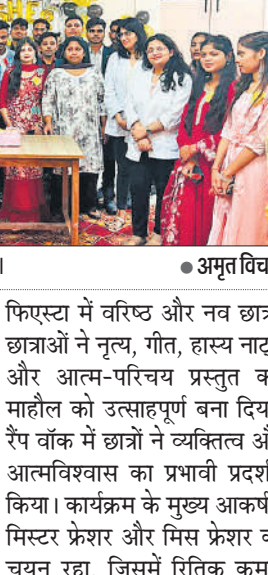 ● अमृत विच
फिएस्टा में वरिष्ठ और नव छात्र
छात्राओं ने नृत्य, गीत, हास्य नाट्
और आत्म-परिचय प्रस्तुत क
माहौल को उत्साहपूर्ण बना दिय
रैंप वॉक में छात्रों ने व्यक्तित्व औ
आत्मविश्वास का प्रभावी प्रदर्श
किया। कार्यक्रम के मुख्य आकर्ष
मिस्टर फ्रेशर और मिस फ्रेशर क
चयन रहा, जिसमें रितिक कुम